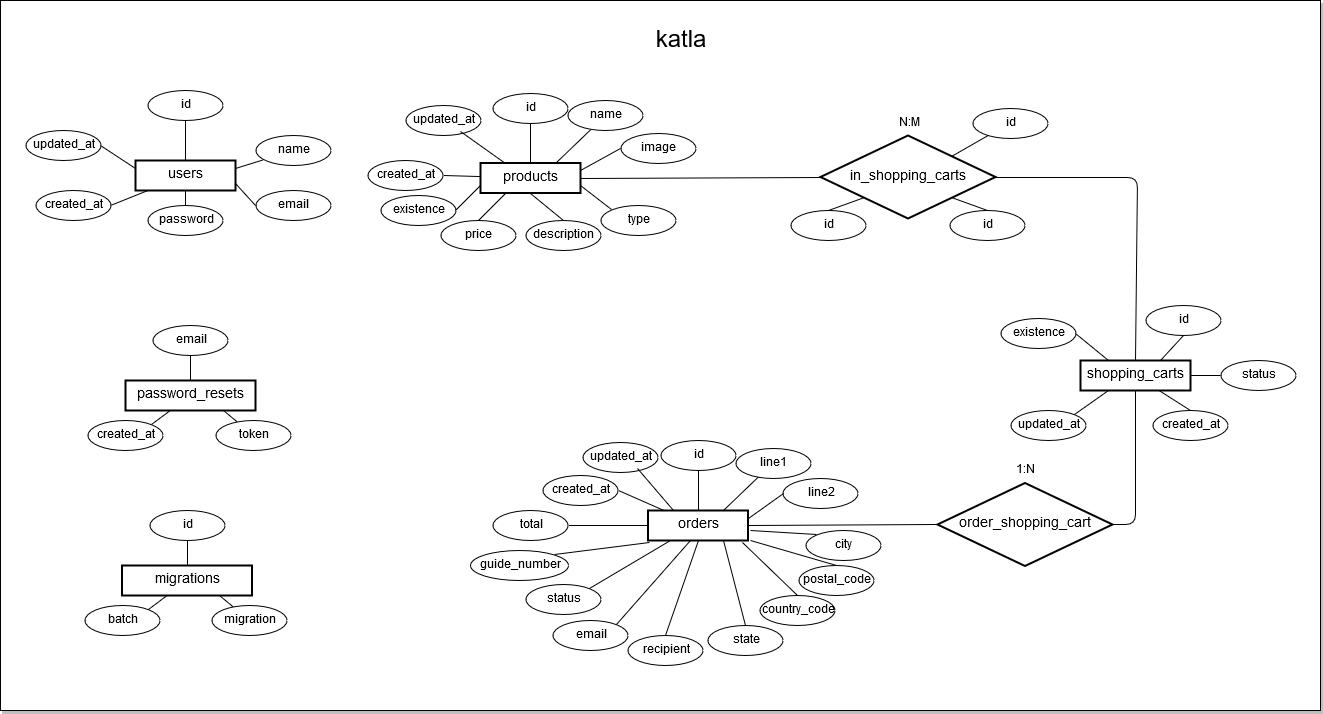 katla
id
updated_at
name
users
created_at
password
email
updated_at
id
name
image
created_at
products
existence
price
description
type
N:M
id
in_shopping_carts
id
id
email
password_resets
created_at
token
existence
id
shopping_carts
status
updated_at
created_at
id
migrations
batch
migration
updated_at
id
line1
created_at
line2
total
orders
city
guide_number
postal_code
status
country_code
email
state
recipient
1:N
order_shopping_cart